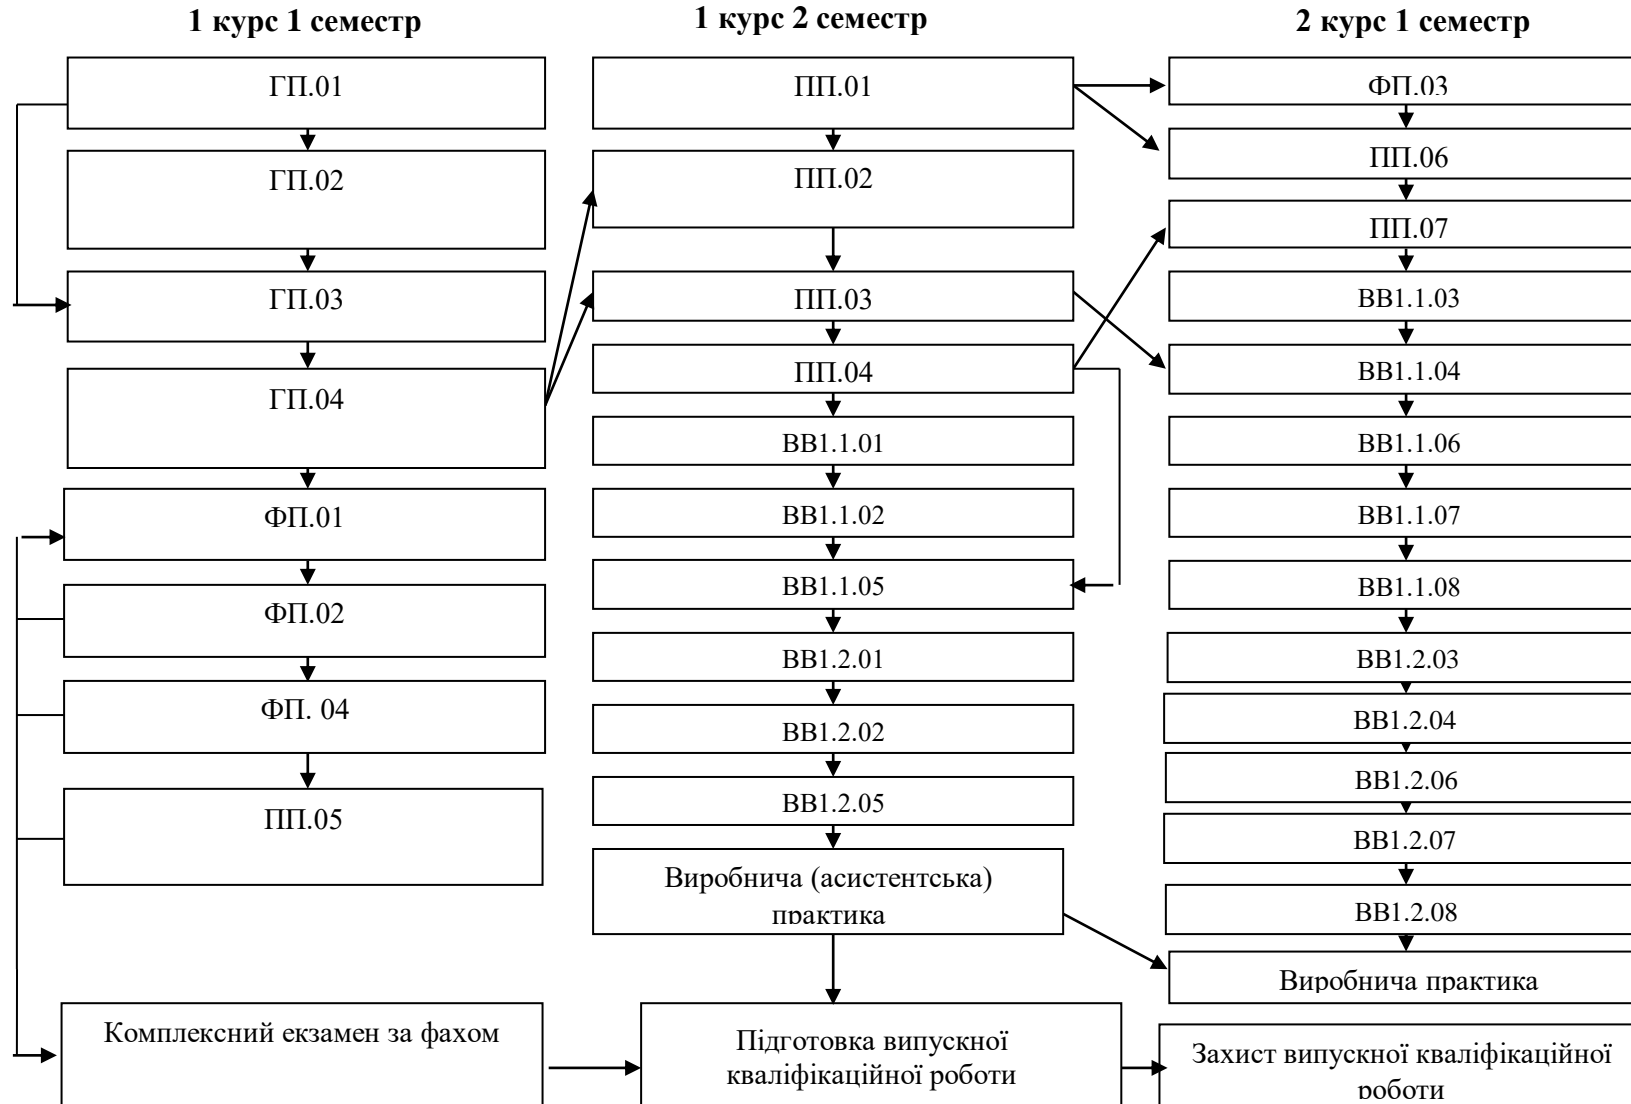 1 курс 1 семестр
1 курс 2 семестр
2 курс 1 семестр
ГП.01
ГП.02
ГП.03
ГП.04
ФП.01
ФП.02
ФП. 04
ПП.05
Комплексний екзамен за фахом
ПП.01
ПП.02
ПП.03
ПП.04
ВВ1.1.01
ВВ1.1.02
ВВ1.1.05
ВВ1.2.01
ВВ1.2.02
ВВ1.2.05
Виробнича (асистентська)
практика
Підготовка випускної
кваліфікаційної роботи
ФП.03
ПП.06
ПП.07
ВВ1.1.03
ВВ1.1.04
ВВ1.1.06
ВВ1.1.07
ВВ1.1.08
ВВ1.2.03
ВВ1.2.04
ВВ1.2.06
ВВ1.2.07
ВВ1.2.08
Виробнича практика
Захист випускної кваліфікаційної
роботи